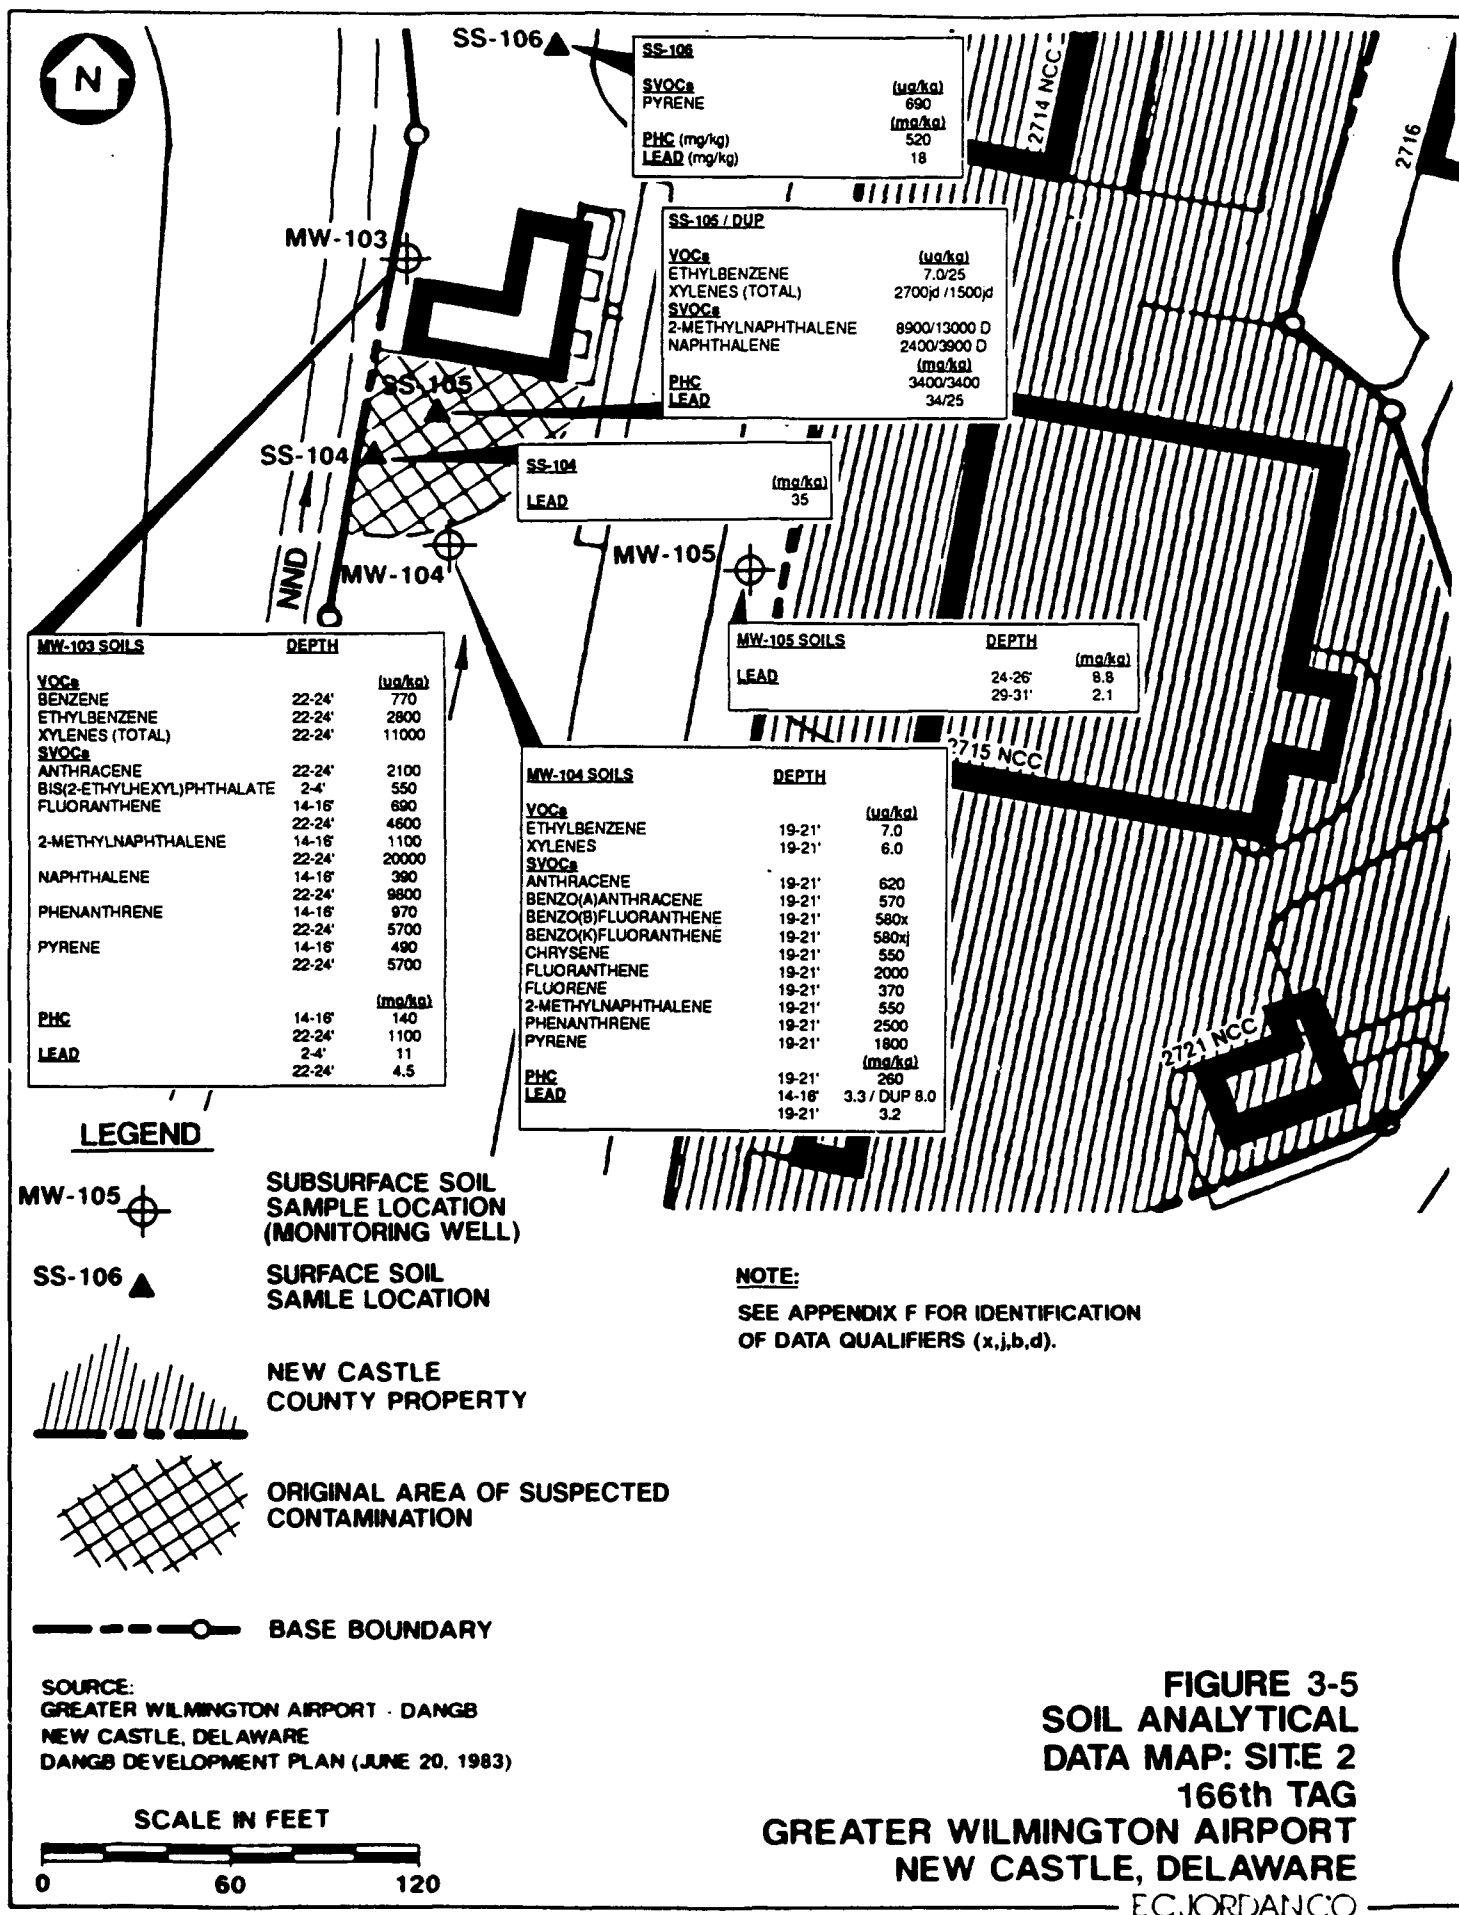 N
SS-106
SS-106
SVOCs (ug/kg)
PYRENE 690
(mg/kg)
PHC (mg/kg) 520
LEAD (mg/kg) 18
2714 NCC
2716
MW-103
SS-105 / DUP
VOCs (ug/kg)
ETHYLBENZENE 7.0/25
XYLENES (TOTAL) 2700jd /1500jd
SVOCs
2-METHYLNAPHTHALENE 8900/13000 D
NAPHTHALENE 2400/3900 D
(mg/kg)
PHC 3400/3400
LEAD 34/25
SS-105
SS-104
SS-104
(mg/kg)
LEAD 35
MW-105
MW-104
NND
MW-103 SOILS DEPTH
VOCs (ug/kg)
BENZENE 22-24' 770
ETHYLBENZENE 22-24' 2800
XYLENES (TOTAL) 22-24' 11000
SVOCs
ANTHRACENE 22-24' 2100
BIS(2-ETHYLHEXYL)PHTHALATE 2-4' 550
FLUORANTHENE 14-16' 690
22-24' 4600
2-METHYLNAPHTHALENE 14-16' 1100
22-24' 20000
NAPHTHALENE 14-16' 390
22-24' 9800
PHENANTHRENE 14-16' 970
22-24' 5700
PYRENE 14-16' 490
22-24' 5700
(mg/kg)
PHC 14-16' 140
22-24' 1100
LEAD 2-4' 11
22-24' 4.5
MW-105 SOILS DEPTH
(mg/kg)
LEAD 24-26' 8.8
29-31' 2.1
2715 NCC
MW-104 SOILS DEPTH
VOCs (ug/kg)
ETHYLBENZENE 19-21' 7.0
XYLENES 19-21' 6.0
SVOCs
ANTHRACENE 19-21' 620
BENZO(A)ANTHRACENE 19-21' 570
BENZO(B)FLUORANTHENE 19-21' 580x
BENZO(K)FLUORANTHENE 19-21' 580xj
CHRYSENE 19-21' 550
FLUORANTHENE 19-21' 2000
FLUORENE 19-21' 370
2-METHYLNAPHTHALENE 19-21' 550
PHENANTHRENE 19-21' 2500
PYRENE 19-21' 1800
(mg/kg)
PHC 19-21' 260
LEAD 14-16' 3.3 / DUP 8.0
19-21' 3.2
2721 NCC
LEGEND
MW-105
SUBSURFACE SOIL
SAMPLE LOCATION
(MONITORING WELL)
SS-106
SURFACE SOIL
SAMLE LOCATION
NEW CASTLE
COUNTY PROPERTY
ORIGINAL AREA OF SUSPECTED
CONTAMINATION
BASE BOUNDARY
NOTE:
SEE APPENDIX F FOR IDENTIFICATION
OF DATA QUALIFIERS (x,j,b,d).
SOURCE:
GREATER WILMINGTON AIRPORT - DANGB
NEW CASTLE, DELAWARE
DANGB DEVELOPMENT PLAN (JUNE 20, 1983)
SCALE IN FEET
0 60 120
FIGURE 3-5
SOIL ANALYTICAL
DATA MAP: SITE 2
166th TAG
GREATER WILMINGTON AIRPORT
NEW CASTLE, DELAWARE
E.C.JORDAN CO